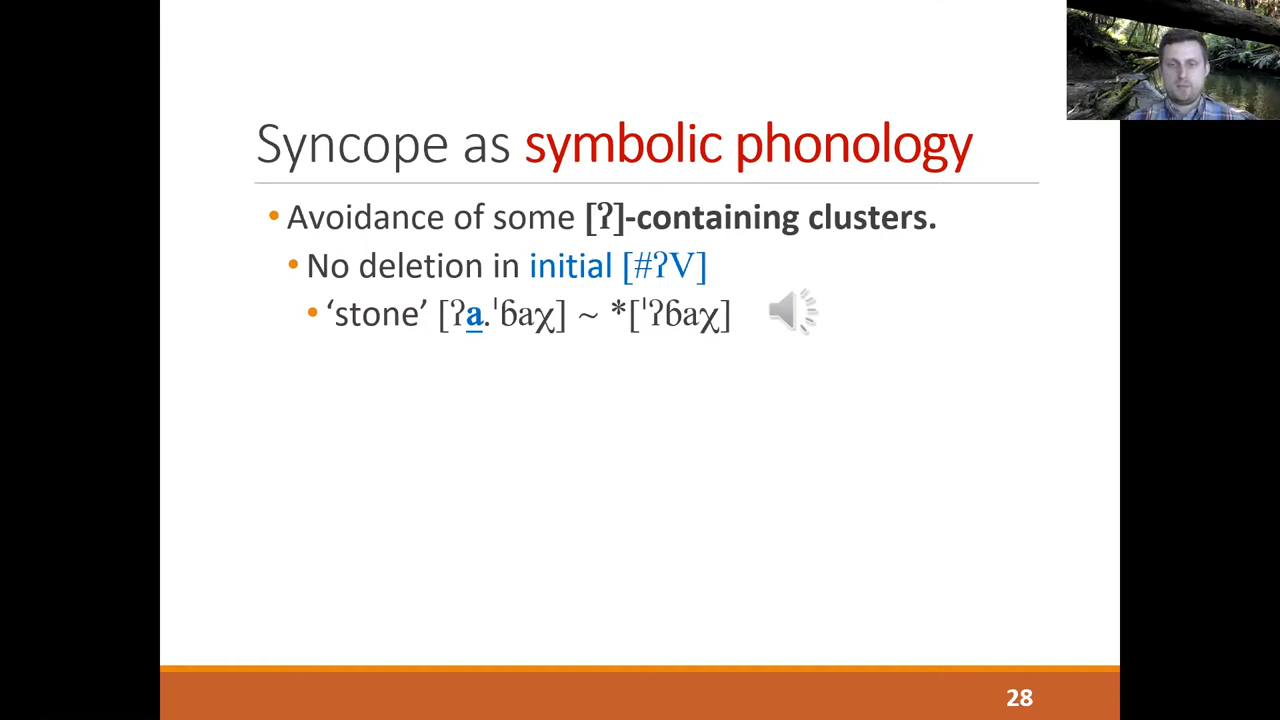 Syncope as symbolic phonology
• Avoidance of some [ʔ]-containing clusters.
• No deletion in initial [#ʔV]
• ‘stone’ [ʔa.ˈɓaχ] ~ *[ˈʔɓaχ]
28